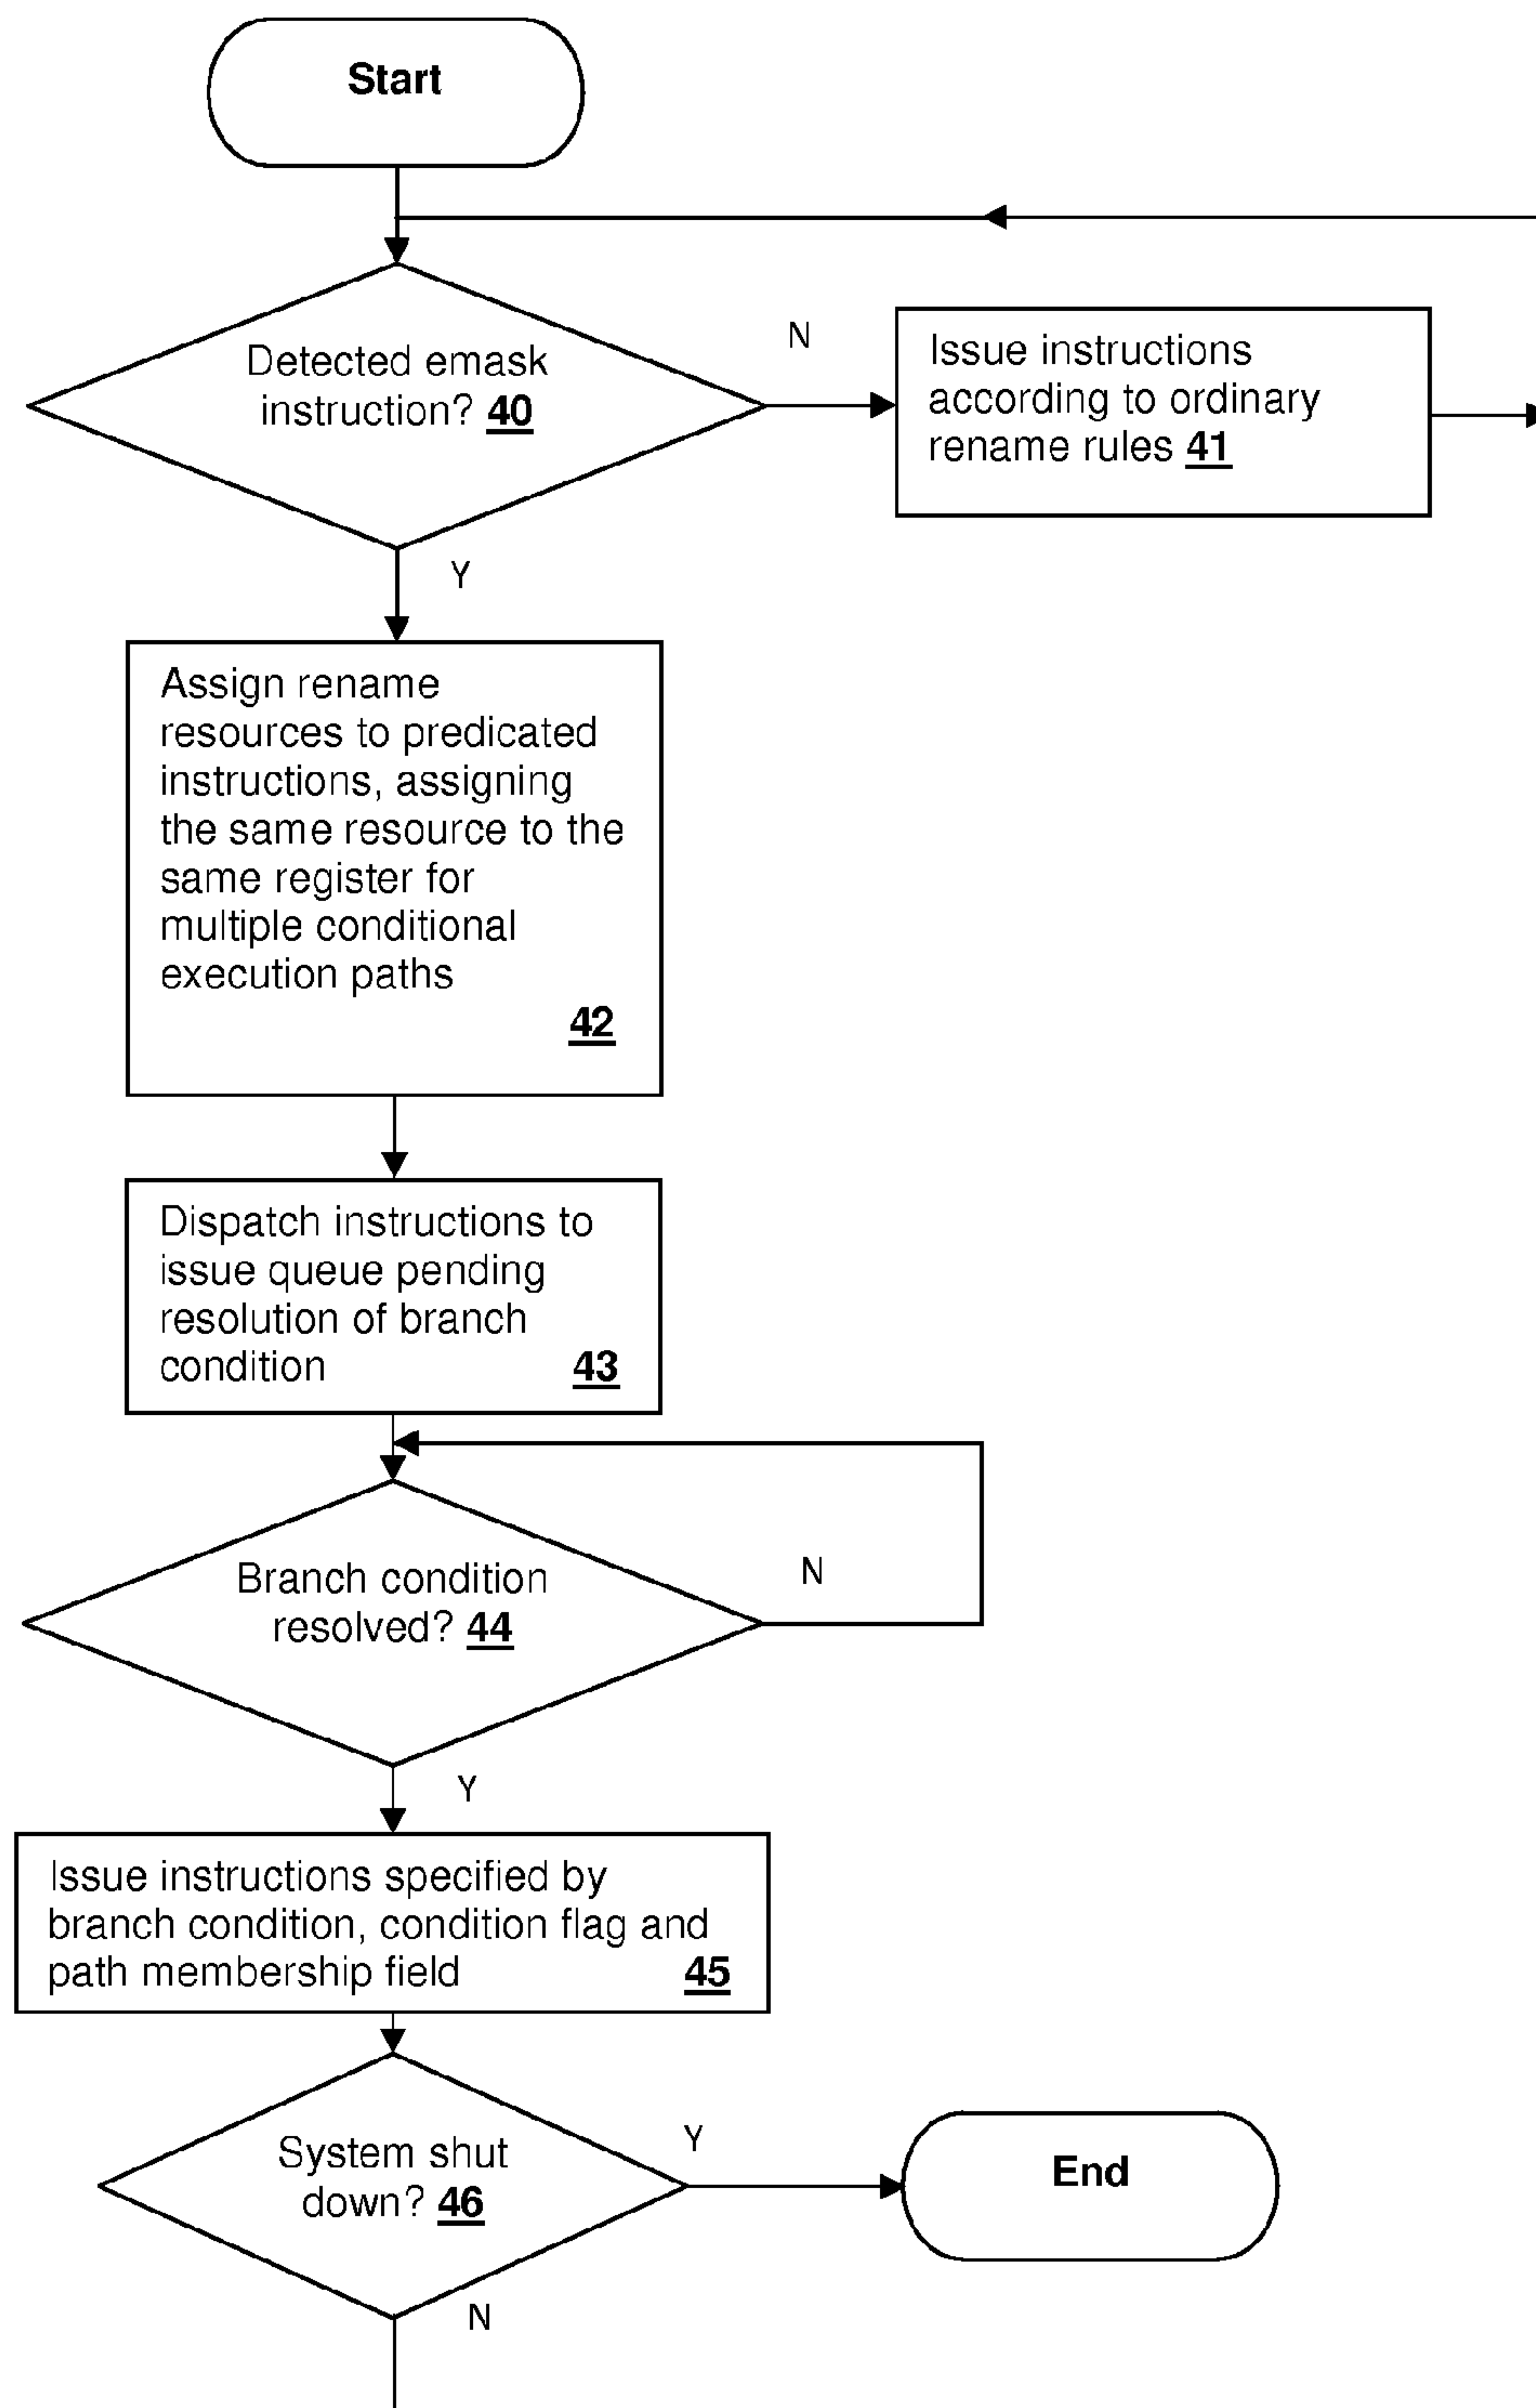 Start
Detected emask
instruction? 40
N
Issue instructions
according to ordinary
rename rules 41
Y
Assign rename
resources to predicated
instructions, assigning
the same resource to the
same register for
multiple conditional
execution paths
42
Dispatch instructions to
issue queue pending
resolution of branch
condition 43
Branch condition
resolved? 44
N
Y
Issue instructions specified by
branch condition, condition flag and
path membership field 45
System shut
down? 46
Y
End
N